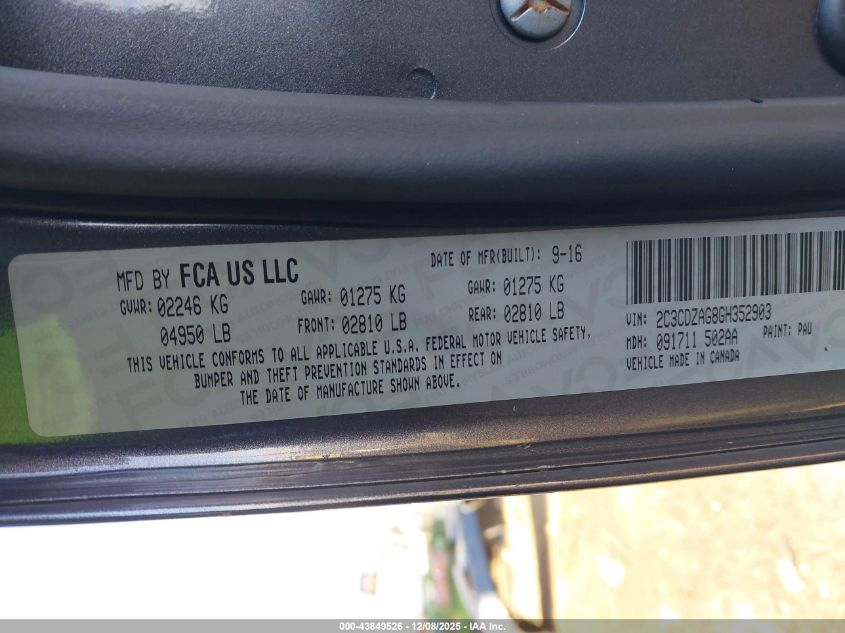 MFD BY FCA US LLC
DATE OF MFR(BUILT): 9-16
GVWR: 02246 KG
04950 LB
GAWR: 01275 KG
FRONT: 02810 LB
GAWR: 01275 KG
REAR: 02810 LB
THIS VEHICLE CONFORMS TO ALL APPLICABLE U.S.A. FEDERAL MOTOR VEHICLE SAFETY,
BUMPER AND THEFT PREVENTION STANDARDS IN EFFECT ON
THE DATE OF MANUFACTURE SHOWN ABOVE.
VIN: 2C3CDZAG8GH352903
MDH: 091711 502AA PAINT: PAU
VEHICLE MADE IN CANADA
000-43849526 - 12/08/2025 - IAA Inc.